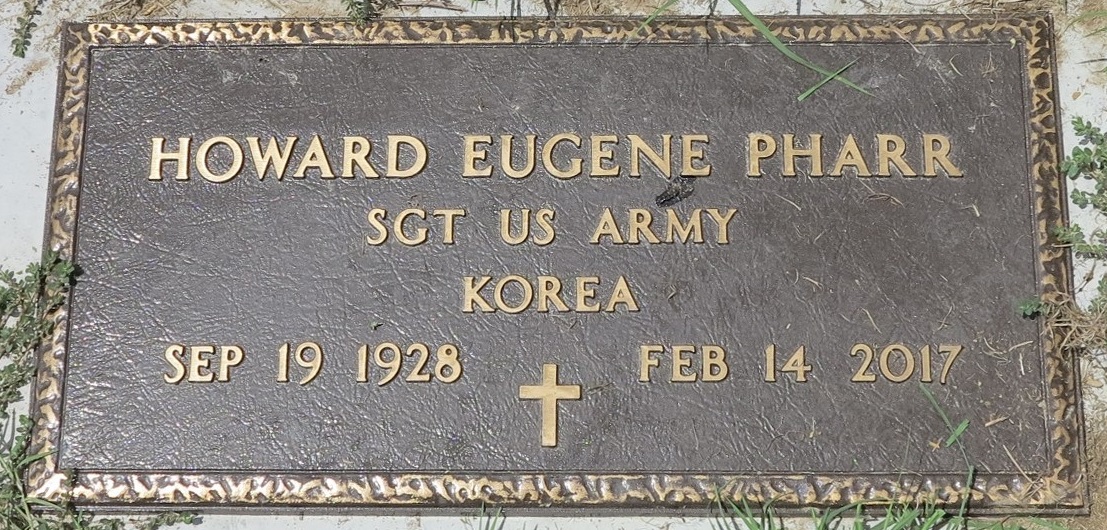 HOWARD EUGENE PHARR
SGT US ARMY
KOREA
SEP 19 1928 FEB 14 2017